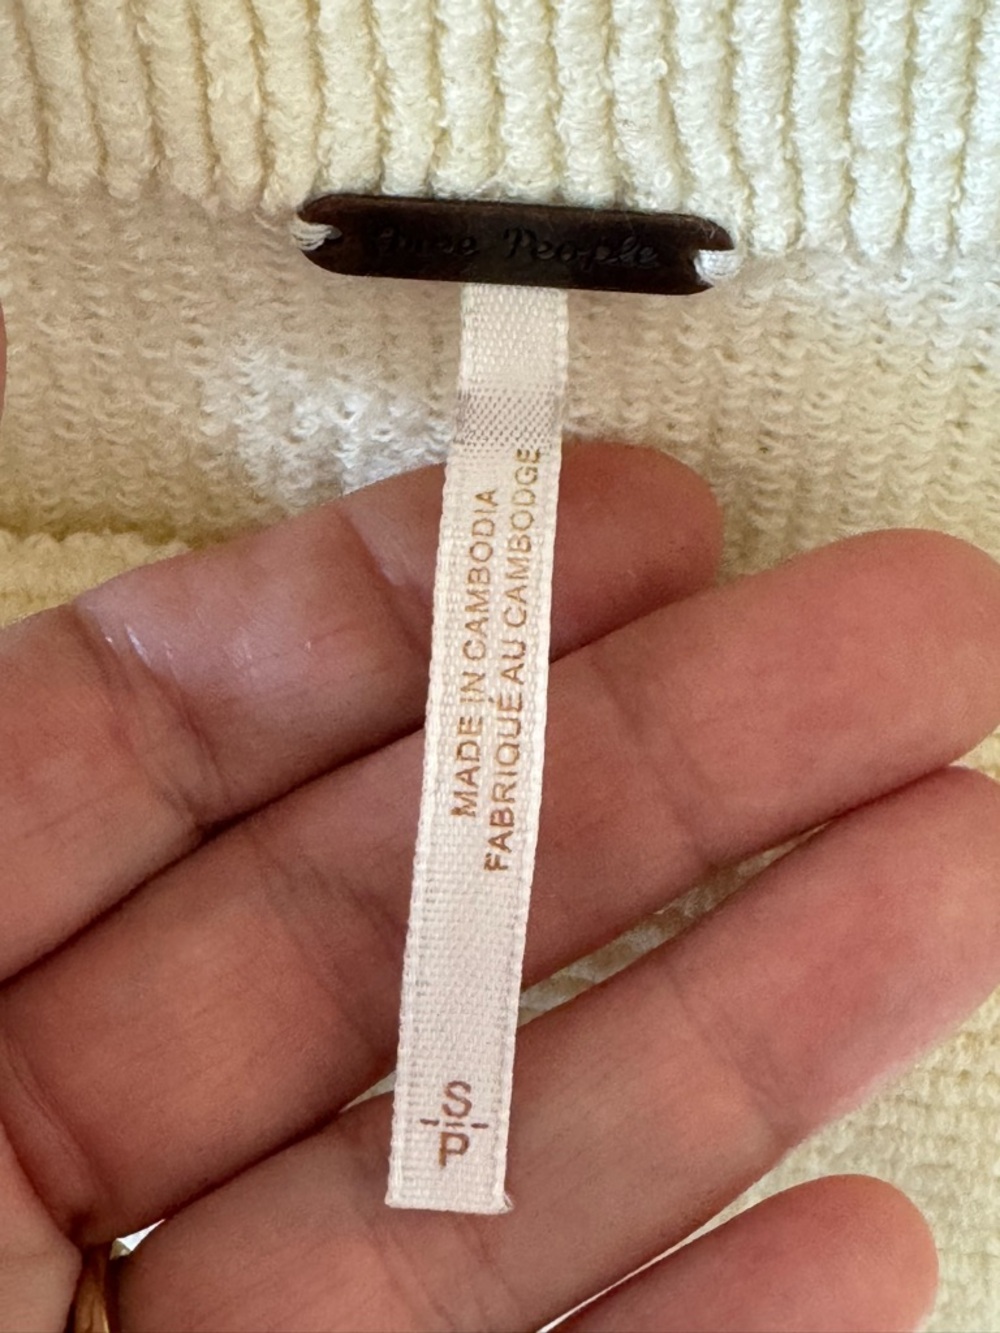 Free People
MADE IN CAMBODIA
FABRIQUÉ AU CAMBODGE
S
P